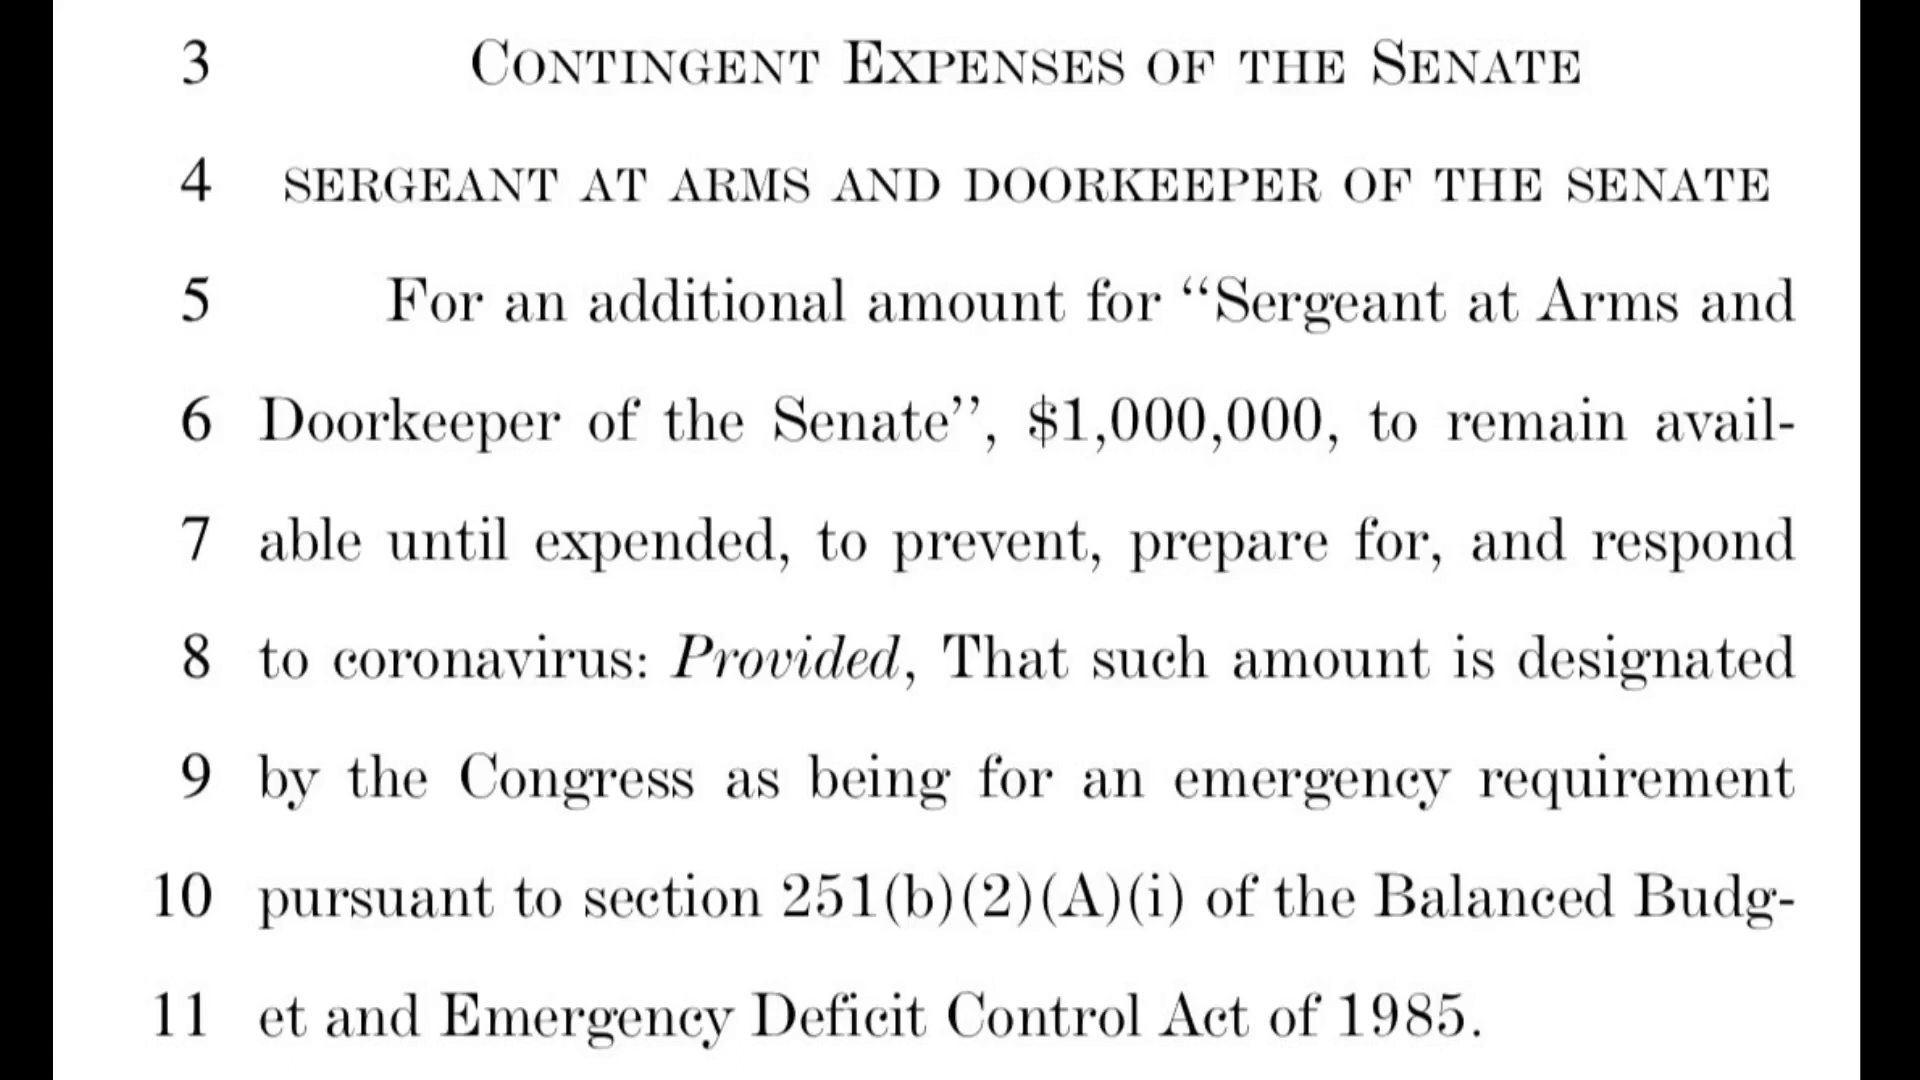 3 CONTINGENT EXPENSES OF THE SENATE
4 SERGEANT AT ARMS AND DOORKEEPER OF THE SENATE
5 For an additional amount for ‘‘Sergeant at Arms and
6 Doorkeeper of the Senate’’, $1,000,000, to remain avail-
7 able until expended, to prevent, prepare for, and respond
8 to coronavirus: Provided, That such amount is designated
9 by the Congress as being for an emergency requirement
10 pursuant to section 251(b)(2)(A)(i) of the Balanced Budg-
11 et and Emergency Deficit Control Act of 1985.